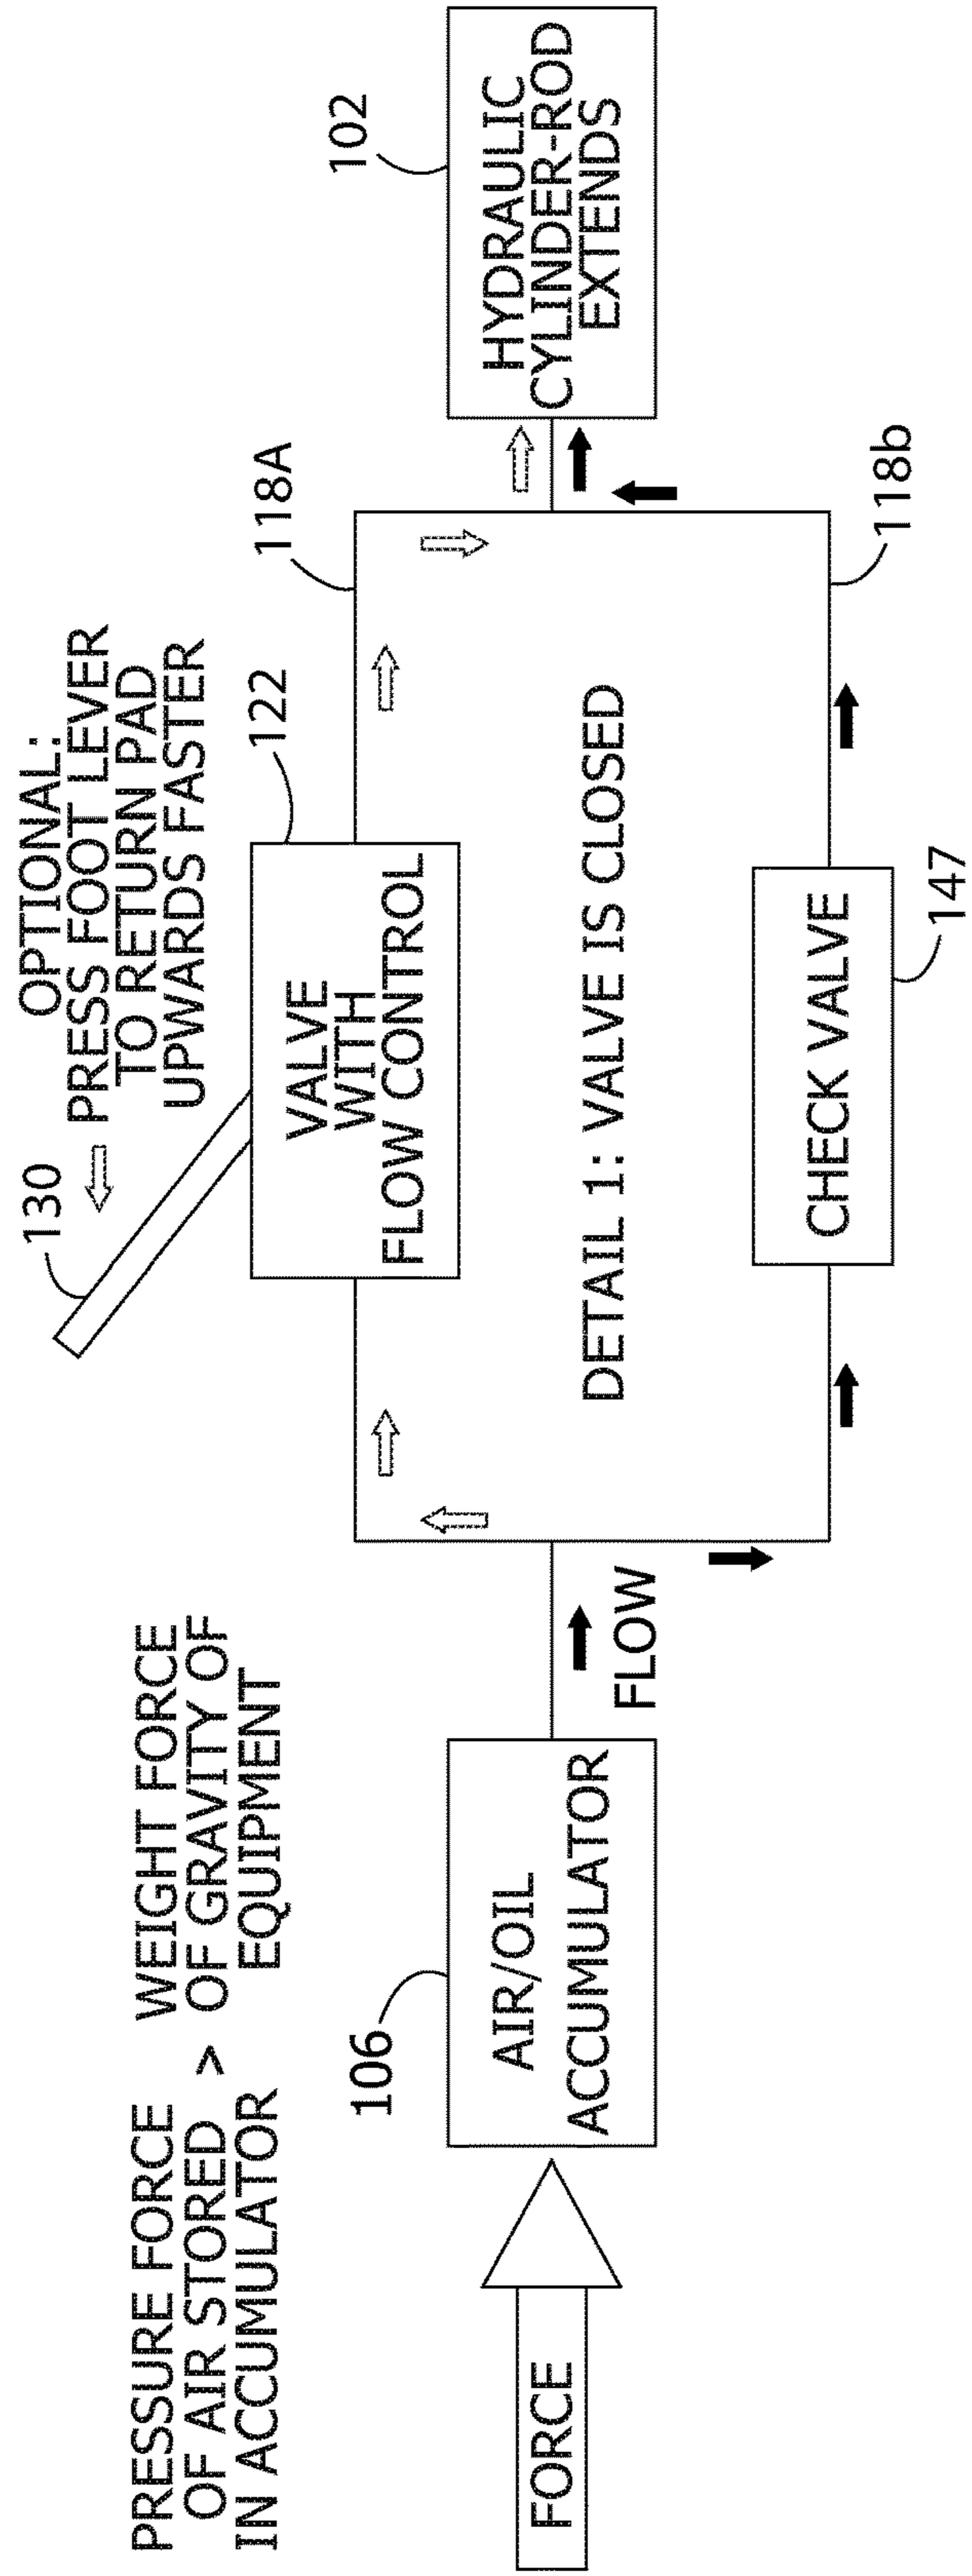 PRESSURE FORCE
OF AIR STORED
IN ACCUMULATOR
>
WEIGHT FORCE
OF GRAVITY OF
EQUIPMENT
OPTIONAL:
PRESS FOOT LEVER
TO RETURN PAD
UPWARDS FASTER
130
122
118A
VALVE
WITH
FLOW CONTROL
102
HYDRAULIC
CYLINDER-ROD
EXTENDS
106
AIR/OIL
ACCUMULATOR
FORCE
FLOW
DETAIL 1: VALVE IS CLOSED
CHECK VALVE
147
118b